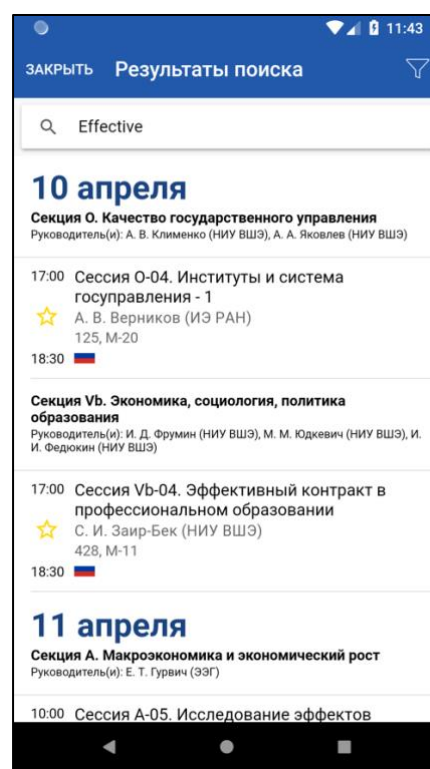 11:43
ЗАКРЫТЬ Результаты поиска
Effective
10 апреля
Секция О. Качество государственного управления
Руководитель(и): А. В. Клименко (НИУ ВШЭ), А. А. Яковлев (НИУ ВШЭ)
17:00 Сессия О-04. Институты и система
госуправления - 1
А. В. Верников (ИЭ РАН)
125, М-20
18:30
Секция Vb. Экономика, социология, политика
образования
Руководитель(и): И. Д. Фрумин (НИУ ВШЭ), М. М. Юдкевич (НИУ ВШЭ), И.
И. Федюкин (НИУ ВШЭ)
17:00 Сессия Vb-04. Эффективный контракт в
профессиональном образовании
С. И. Заир-Бек (НИУ ВШЭ)
428, М-11
18:30
11 апреля
Секция А. Макроэкономика и экономический рост
Руководитель(и): Е. Т. Гурвич (ЭЭГ)
10:00 Сессия А-05. Исследование эффектов